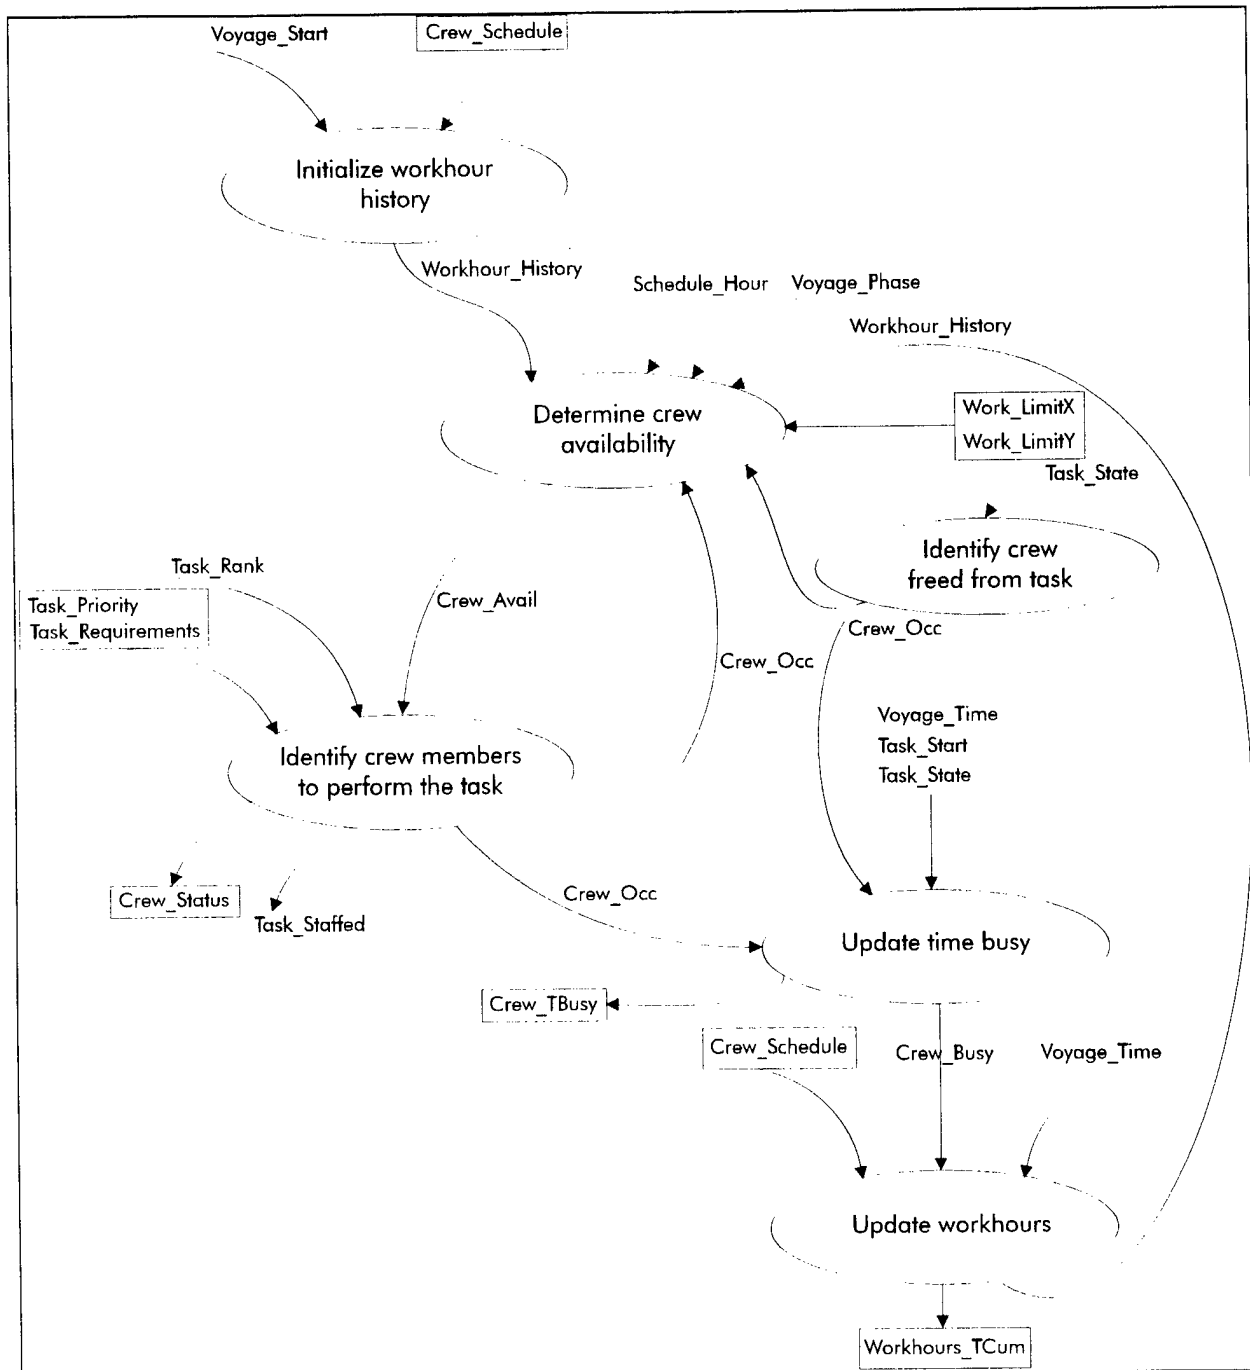 Voyage_Start
Crew_Schedule
Initialize workhour
history
Workhour_History
Schedule_Hour
Voyage_Phase
Workhour_History
Determine crew
availability
Work_LimitX
Work_LimitY
Task_State
Identify crew
freed from task
Task_Rank
Task_Priority
Task_Requirements
Crew_Avail
Crew_Occ
Crew_Occ
Voyage_Time
Task_Start
Task_State
Identify crew members
to perform the task
Crew_Status
Task_Staffed
Crew_Occ
Update time busy
Crew_TBusy
Crew_Schedule
Crew_Busy
Voyage_Time
Update workhours
Workhours_TCum